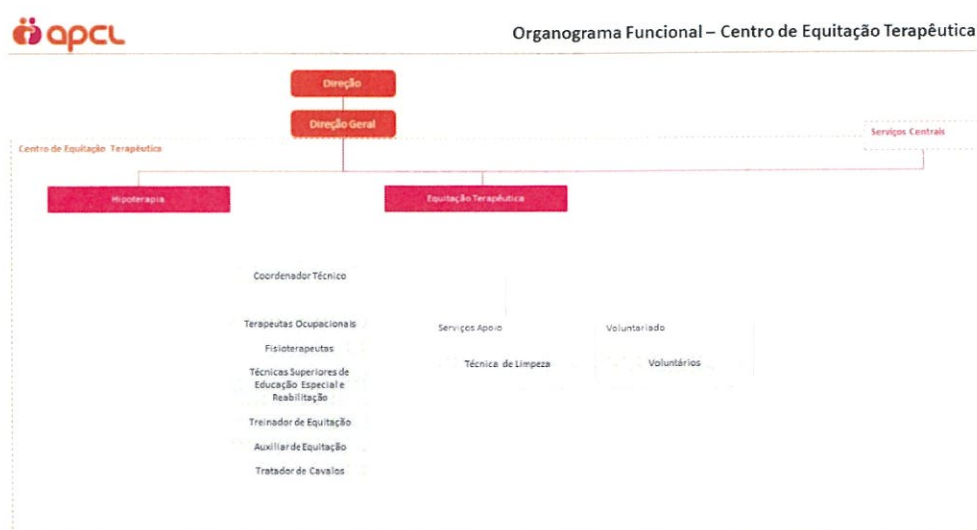 apcl
Organograma Funcional – Centro de Equitação Terapêutica
Direção
Direção Geral
Serviços Centrais
Centro de Equitação Terapêutica
Hipoterapia
Equitação Terapêutica
Coordenador Técnico
Terapeutas Ocupacionais
Fisioterapeutas
Técnicas Superiores de
Educação Especial e
Reabilitação
Treinador de Equitação
Auxiliar de Equitação
Tratador de Cavalos
Serviços Apoio
Técnica de Limpeza
Voluntariado
Voluntários